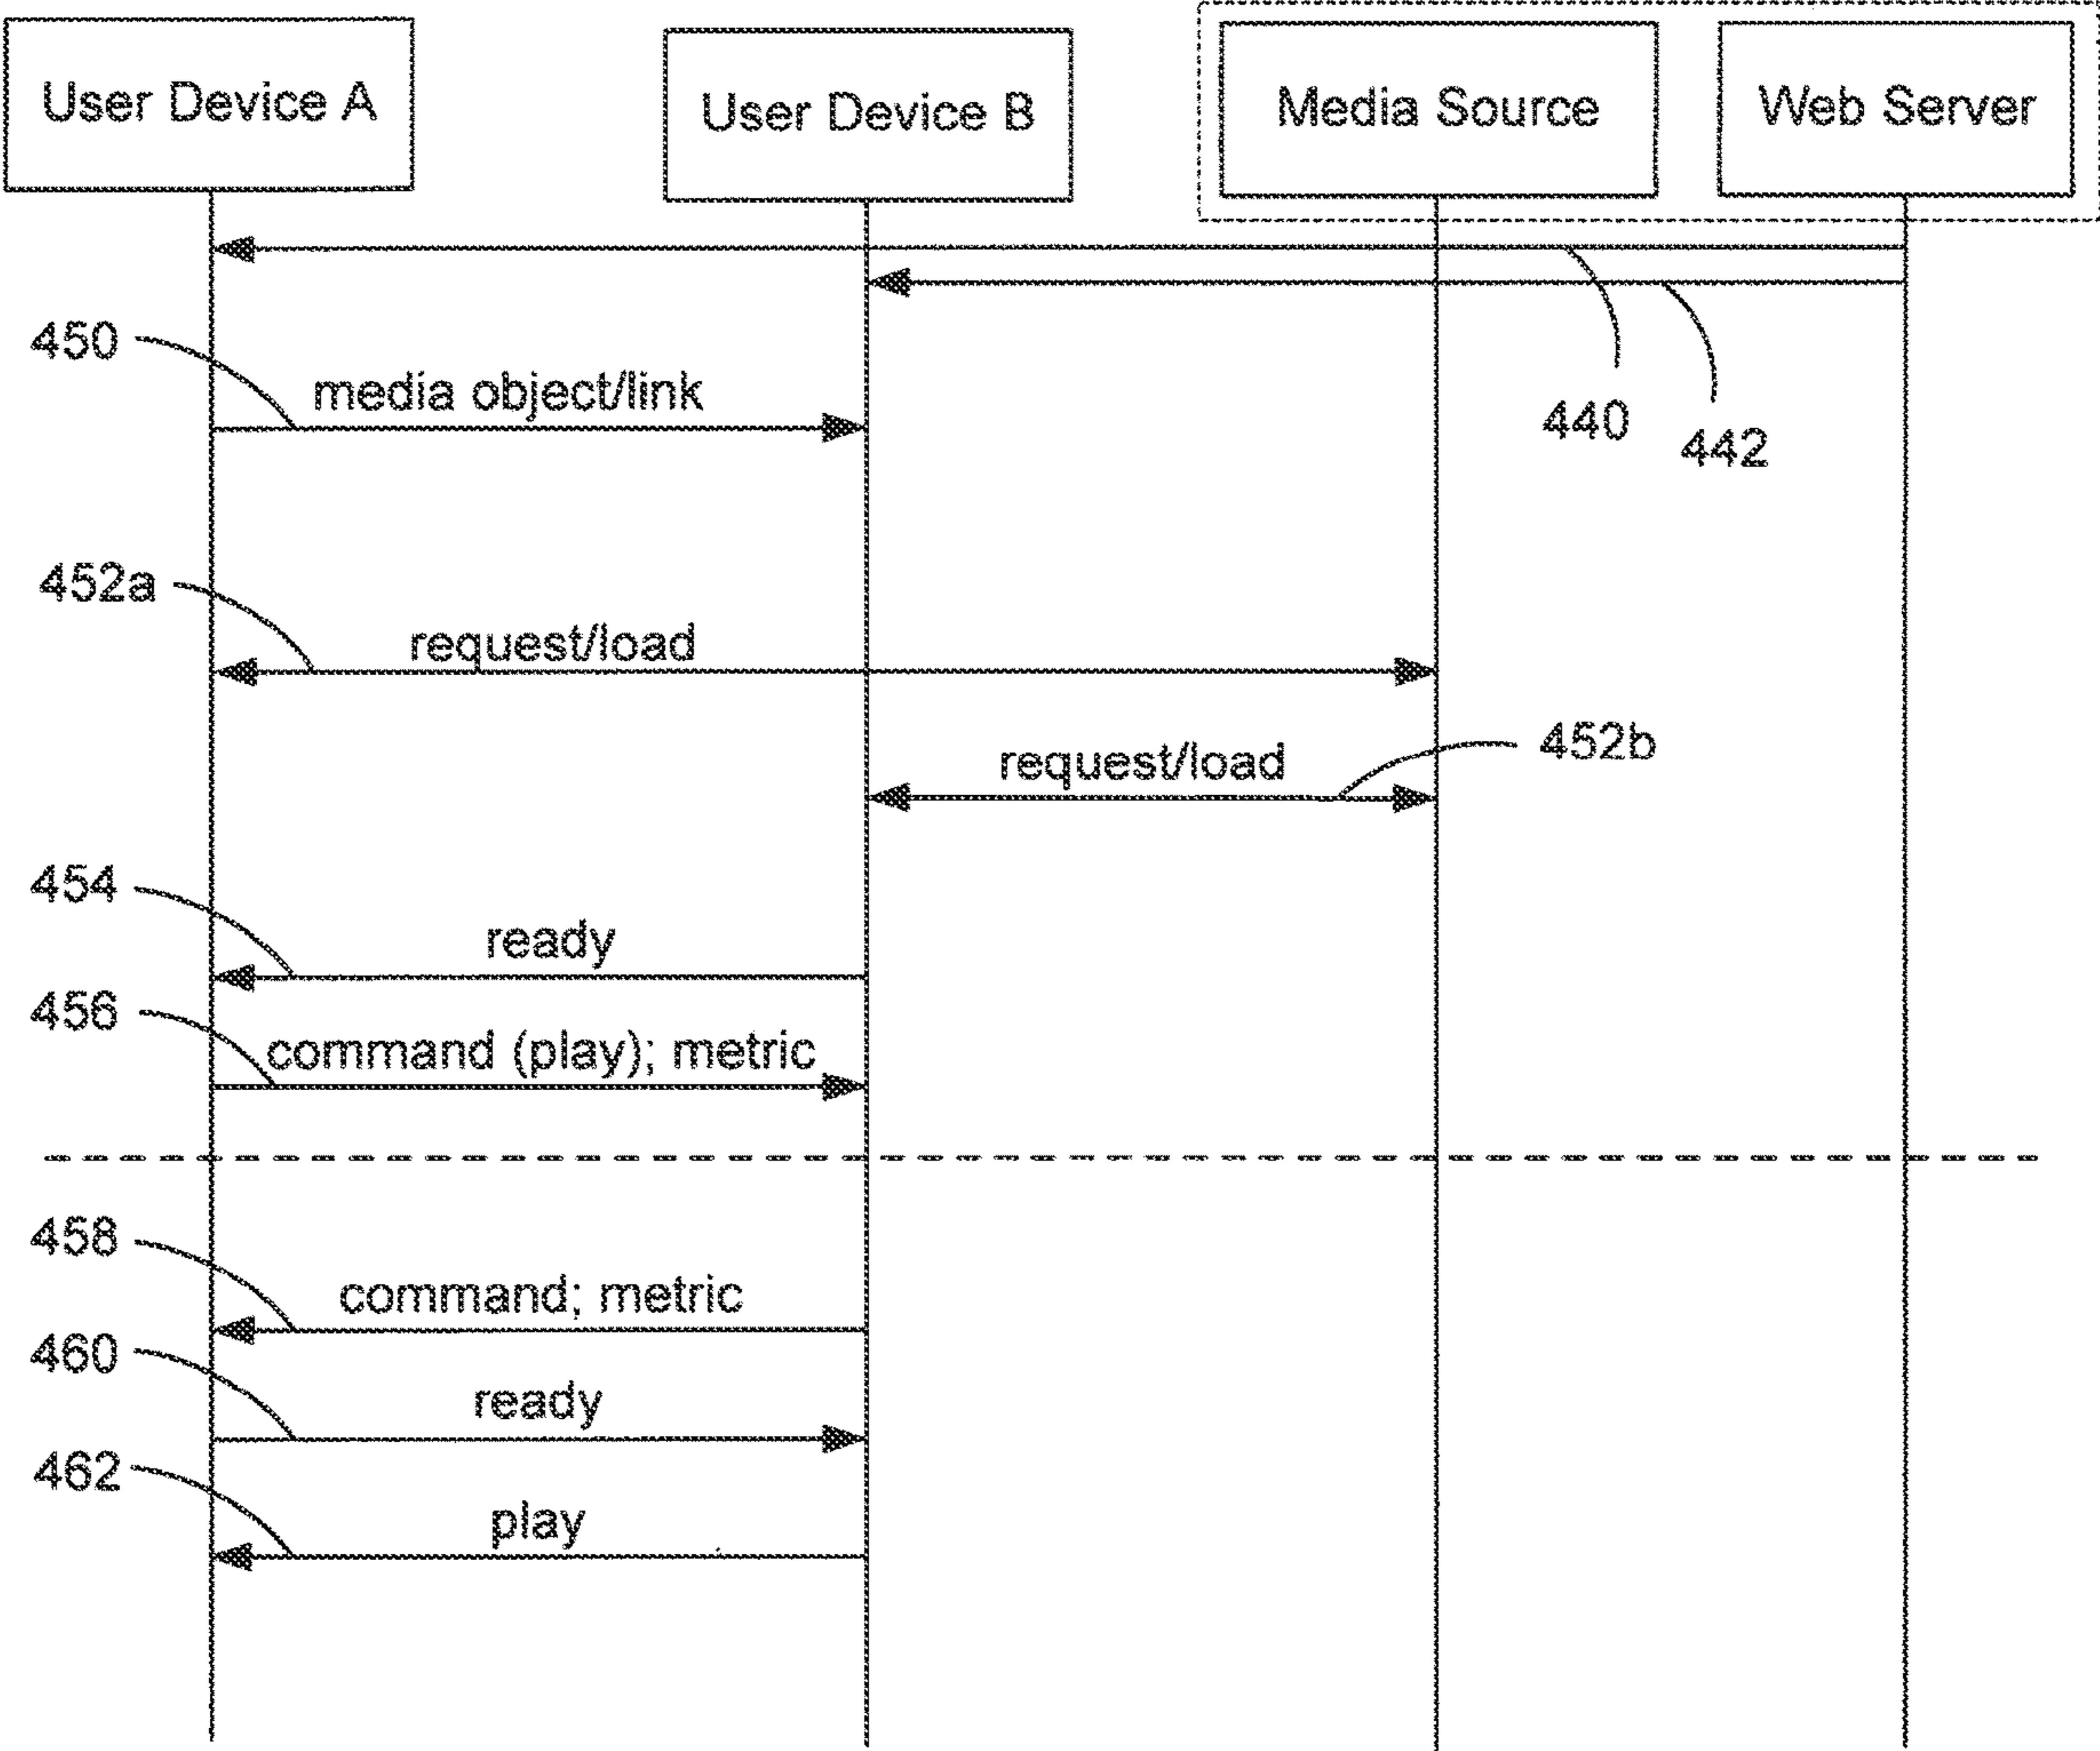 User Device A
User Device B
Media Source
Web Server
450
media object/link
440
442
452a
request/load
request/load
452b
454
ready
456
command (play); metric
458
command; metric
460
ready
462
play